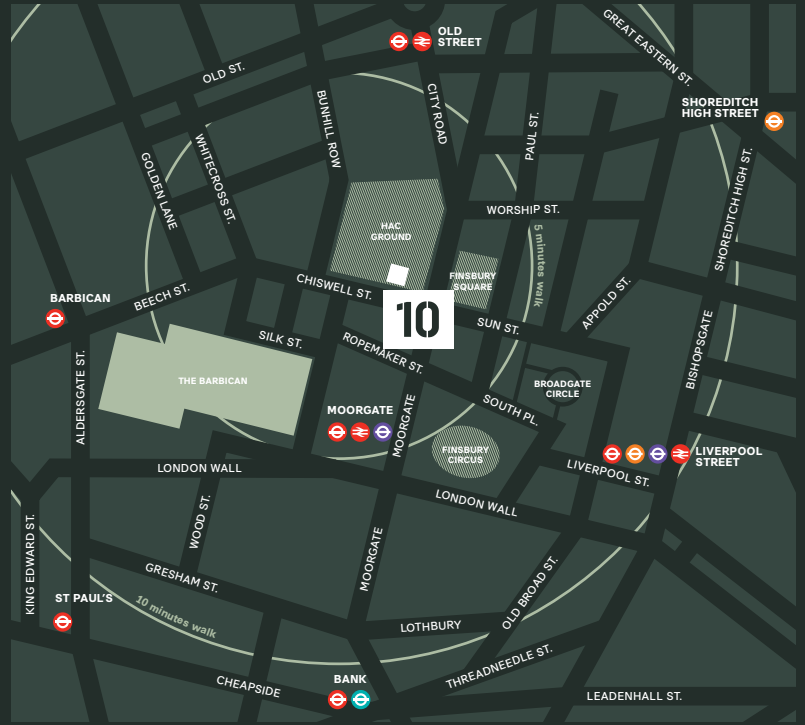 OLD
STREET
GREAT EASTERN ST.
OLD ST.
SHOREDITCH
HIGH STREET
BUNHILL ROW
CITY ROAD
PAUL ST.
WHITECROSS ST.
GOLDEN LANE
SHOREDITCH HIGH ST.
WORSHIP ST.
HAC
GROUND
5 minutes walk
FINSBURY
SQUARE
CHISWELL ST.
BARBICAN
BEECH ST.
10
APPOLD ST.
SUN ST.
SILK ST.
ROPEMAKER ST.
BISHOPSGATE
THE BARBICAN
BROADGATE
CIRCLE
ALDERSGATE ST.
MOORGATE
MOORGATE
SOUTH PL.
FINSBURY
CIRCUS
LIVERPOOL
STREET
LONDON WALL
LIVERPOOL ST.
LONDON WALL
WOOD ST.
KING EDWARD ST.
MOORGATE
GRESHAM ST.
OLD BROAD ST.
ST PAUL'S
10 minutes walk
LOTHBURY
THREADNEEDLE ST.
BANK
CHEAPSIDE
LEADENHALL ST.